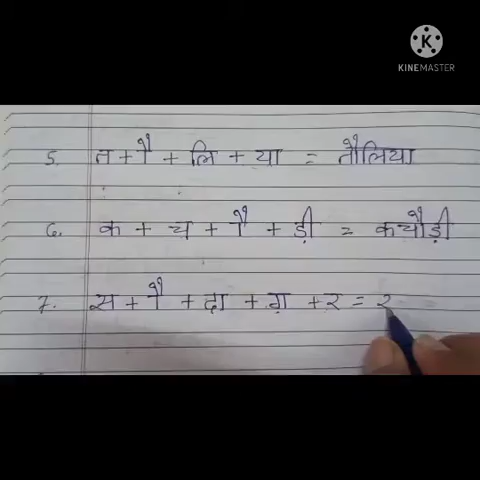 KINEMASTER
5. त + ौ + लि + या = तौलिया
6. क + च + ौ + ड़ी = कचौड़ी
7. स + ौ + दा + ग़ + र = र